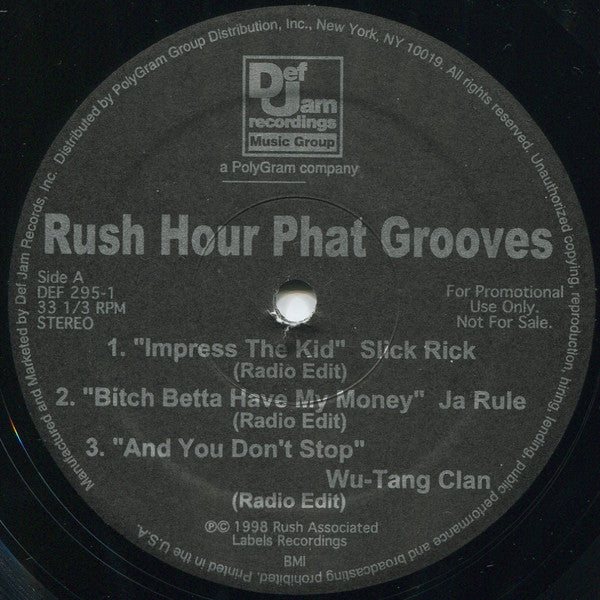 Manufactured and Marketed by Def Jam Records, Inc. Distributed by PolyGram Group Distribution, Inc., New York, NY 10019. All rights reserved. Unauthorized copying, reproduction, hiring, lending, public performance and broadcasting prohibited. Printed in the U.S.A.
Def
Jam
recordings
Music Group
a PolyGram company
Rush Hour Phat Grooves
Side A
DEF 295-1
33 1/3 RPM
STEREO
For Promotional
Use Only.
Not For Sale.
1. "Impress The Kid" Slick Rick
(Radio Edit)
2. "Bitch Betta Have My Money" Ja Rule
(Radio Edit)
3. "And You Don't Stop"
Wu-Tang Clan
(Radio Edit)
℗© 1998 Rush Associated
Labels Recordings
BMI